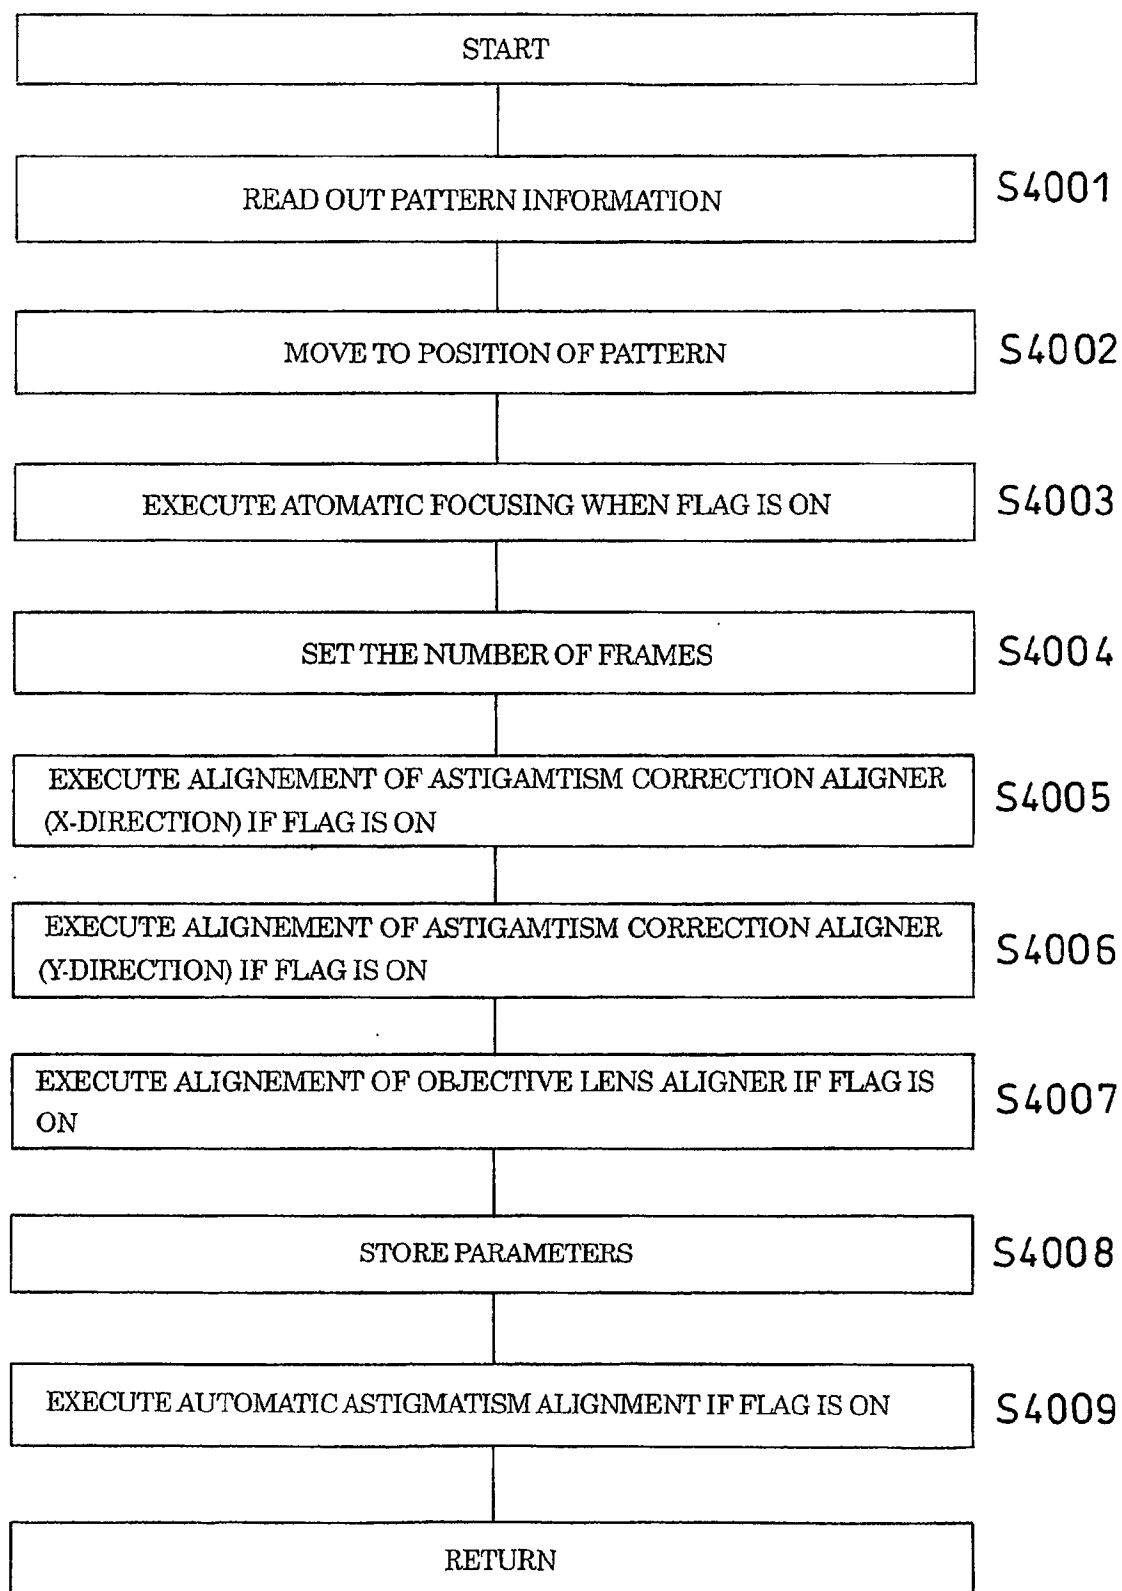 START
READ OUT PATTERN INFORMATION
S4001
MOVE TO POSITION OF PATTERN
S4002
EXECUTE ATOMATIC FOCUSING WHEN FLAG IS ON
S4003
SET THE NUMBER OF FRAMES
S4004
EXECUTE ALIGNEMENT OF ASTIGAMTISM CORRECTION ALIGNER
(X-DIRECTION) IF FLAG IS ON
S4005
EXECUTE ALIGNEMENT OF ASTIGAMTISM CORRECTION ALIGNER
(Y-DIRECTION) IF FLAG IS ON
S4006
EXECUTE ALIGNEMENT OF OBJECTIVE LENS ALIGNER IF FLAG IS
ON
S4007
STORE PARAMETERS
S4008
EXECUTE AUTOMATIC ASTIGMATISM ALIGNMENT IF FLAG IS ON
S4009
RETURN